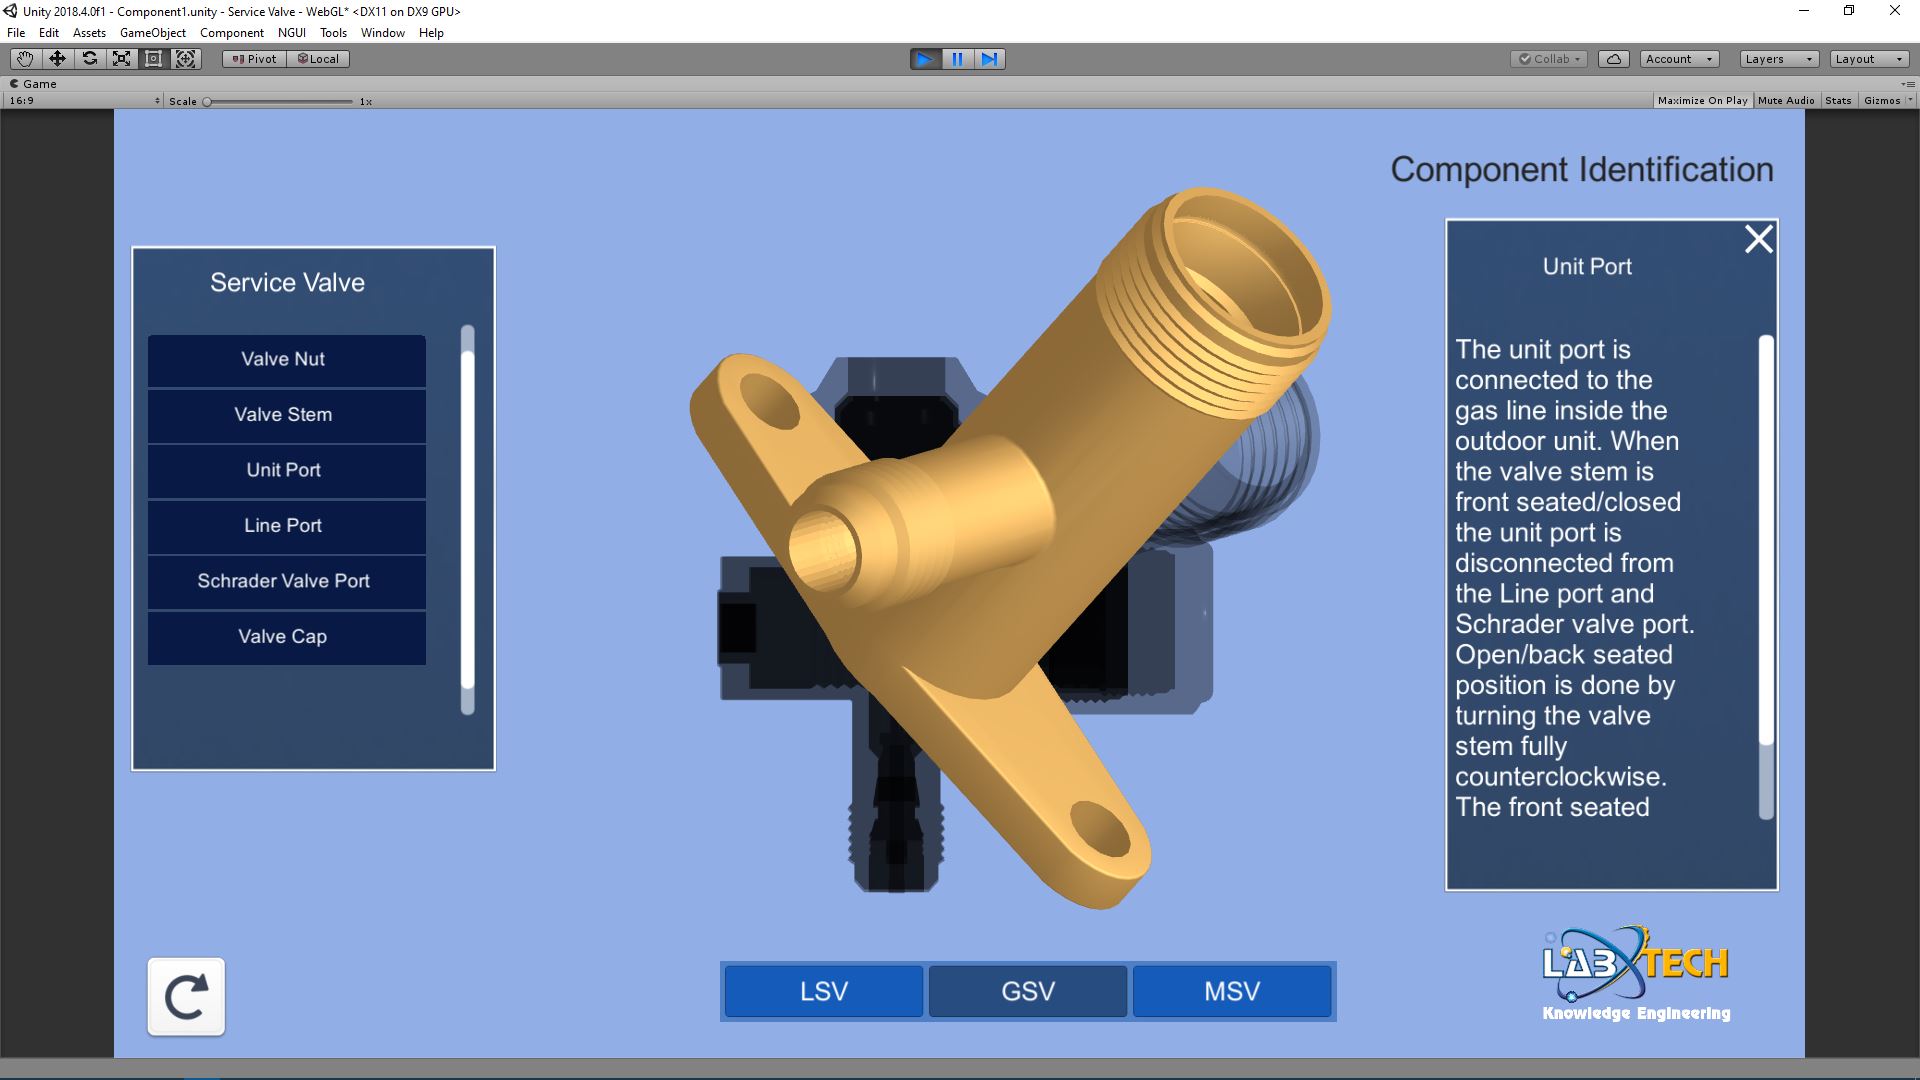 Unity 2018.4.0f1 - Component1.unity - Service Valve - WebGL* <DX11 on DX9 GPU>
File Edit Assets GameObject Component NGUI Tools Window Help
Pivot Local Collab Account Layers Layout
Game
16:9 Scale 1x Maximize On Play Mute Audio Stats Gizmos
Component Identification
Service Valve
Valve Nut
Valve Stem
Unit Port
Line Port
Schrader Valve Port
Valve Cap
Unit Port
The unit port is
connected to the
gas line inside the
outdoor unit. When
the valve stem is
front seated/closed
the unit port is
disconnected from
the Line port and
Schrader valve port.
Open/back seated
position is done by
turning the valve
stem fully
counterclockwise.
The front seated
LSV GSV MSV
LABTECH
Knowledge Engineering